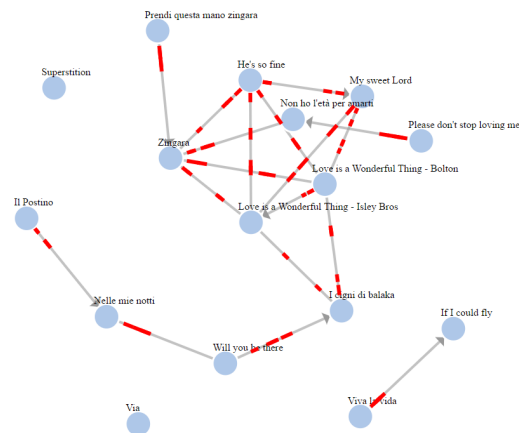 Prendi questa mano zingara
He's so fine
Superstition
My sweet Lord
Non ho l'età per amarti
Please don't stop loving me
Zingara
Love is a Wonderful Thing - Bolton
Il Postino
Love is a Wonderful Thing - Isley Bros
Nelle mie notti
I cigni di balaka
If I could fly
Will you be there
Via
Viva la vida